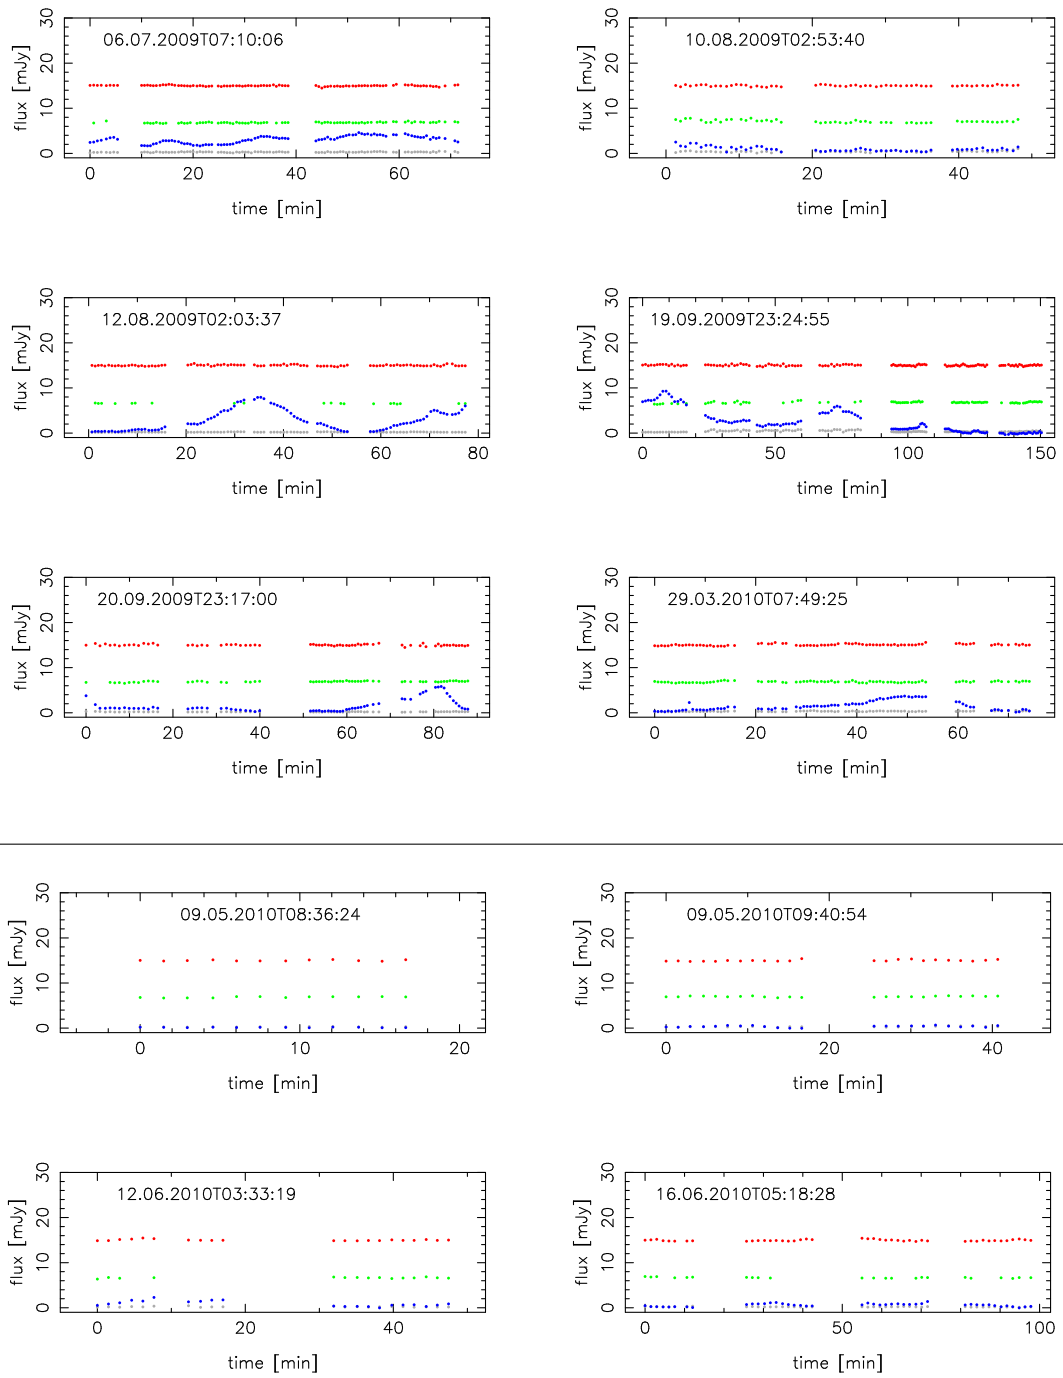 06.07.2009T07:10:06
flux [mJy]
0 10 20 30
0 20 40 60
time [min]
10.08.2009T02:53:40
flux [mJy]
0 10 20 30
0 20 40
time [min]
12.08.2009T02:03:37
flux [mJy]
0 10 20 30
0 20 40 60 80
time [min]
19.09.2009T23:24:55
flux [mJy]
0 10 20 30
0 50 100 150
time [min]
20.09.2009T23:17:00
flux [mJy]
0 10 20 30
0 20 40 60 80
time [min]
29.03.2010T07:49:25
flux [mJy]
0 10 20 30
0 20 40 60
time [min]
09.05.2010T08:36:24
flux [mJy]
0 10 20 30
0 10 20
time [min]
09.05.2010T09:40:54
flux [mJy]
0 10 20 30
0 20 40
time [min]
12.06.2010T03:33:19
flux [mJy]
0 10 20 30
0 20 40
time [min]
16.06.2010T05:18:28
flux [mJy]
0 10 20 30
0 50 100
time [min]